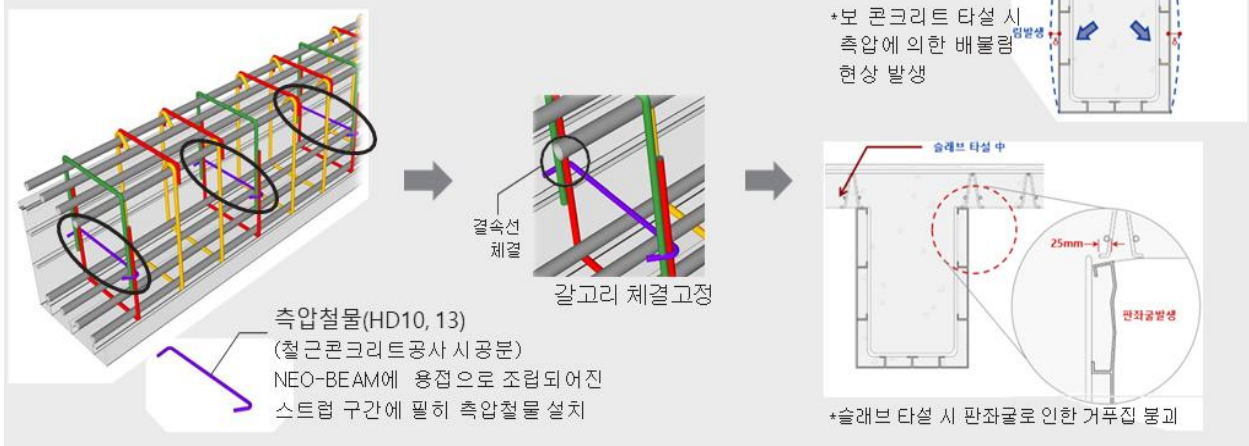 *보 콘크리트 타설 시
측압에 의한 배불림
현상 발생
림발생
슬래브 타설 中
25mm
판좌굴발생
*슬래브 타설 시 판좌굴로 인한 거푸집 붕괴
결속선
체결
갈고리 체결고정
측압철물(HD10, 13)
(철근콘크리트공사 시공분)
NEO-BEAM에 용접으로 조립되어진
스트럽 구간에 필히 측압철물 설치